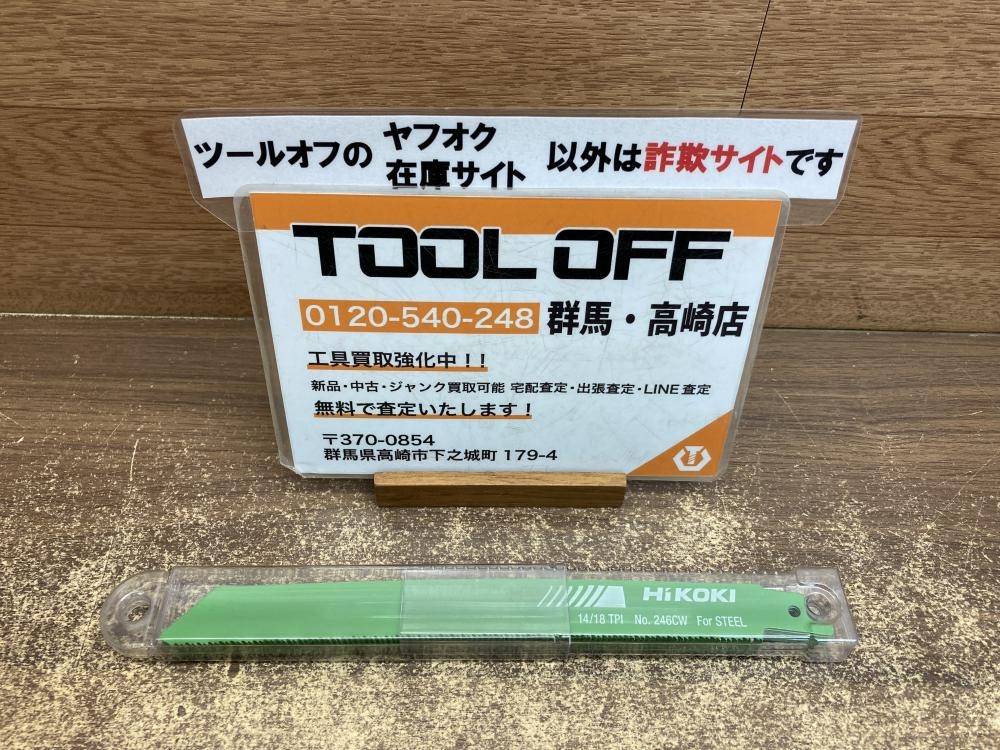 ツールオフの ヤフオク 在庫サイト 以外は詐欺サイトです
TOOL OFF
0120-540-248 群馬・高崎店
工具買取強化中！！
新品・中古・ジャンク買取可能 宅配査定・出張査定・LINE査定
無料で査定いたします！
〒370-0854
群馬県高崎市下之城町 179-4
HiKOKI
14/18 TPI No. 246CW For STEEL